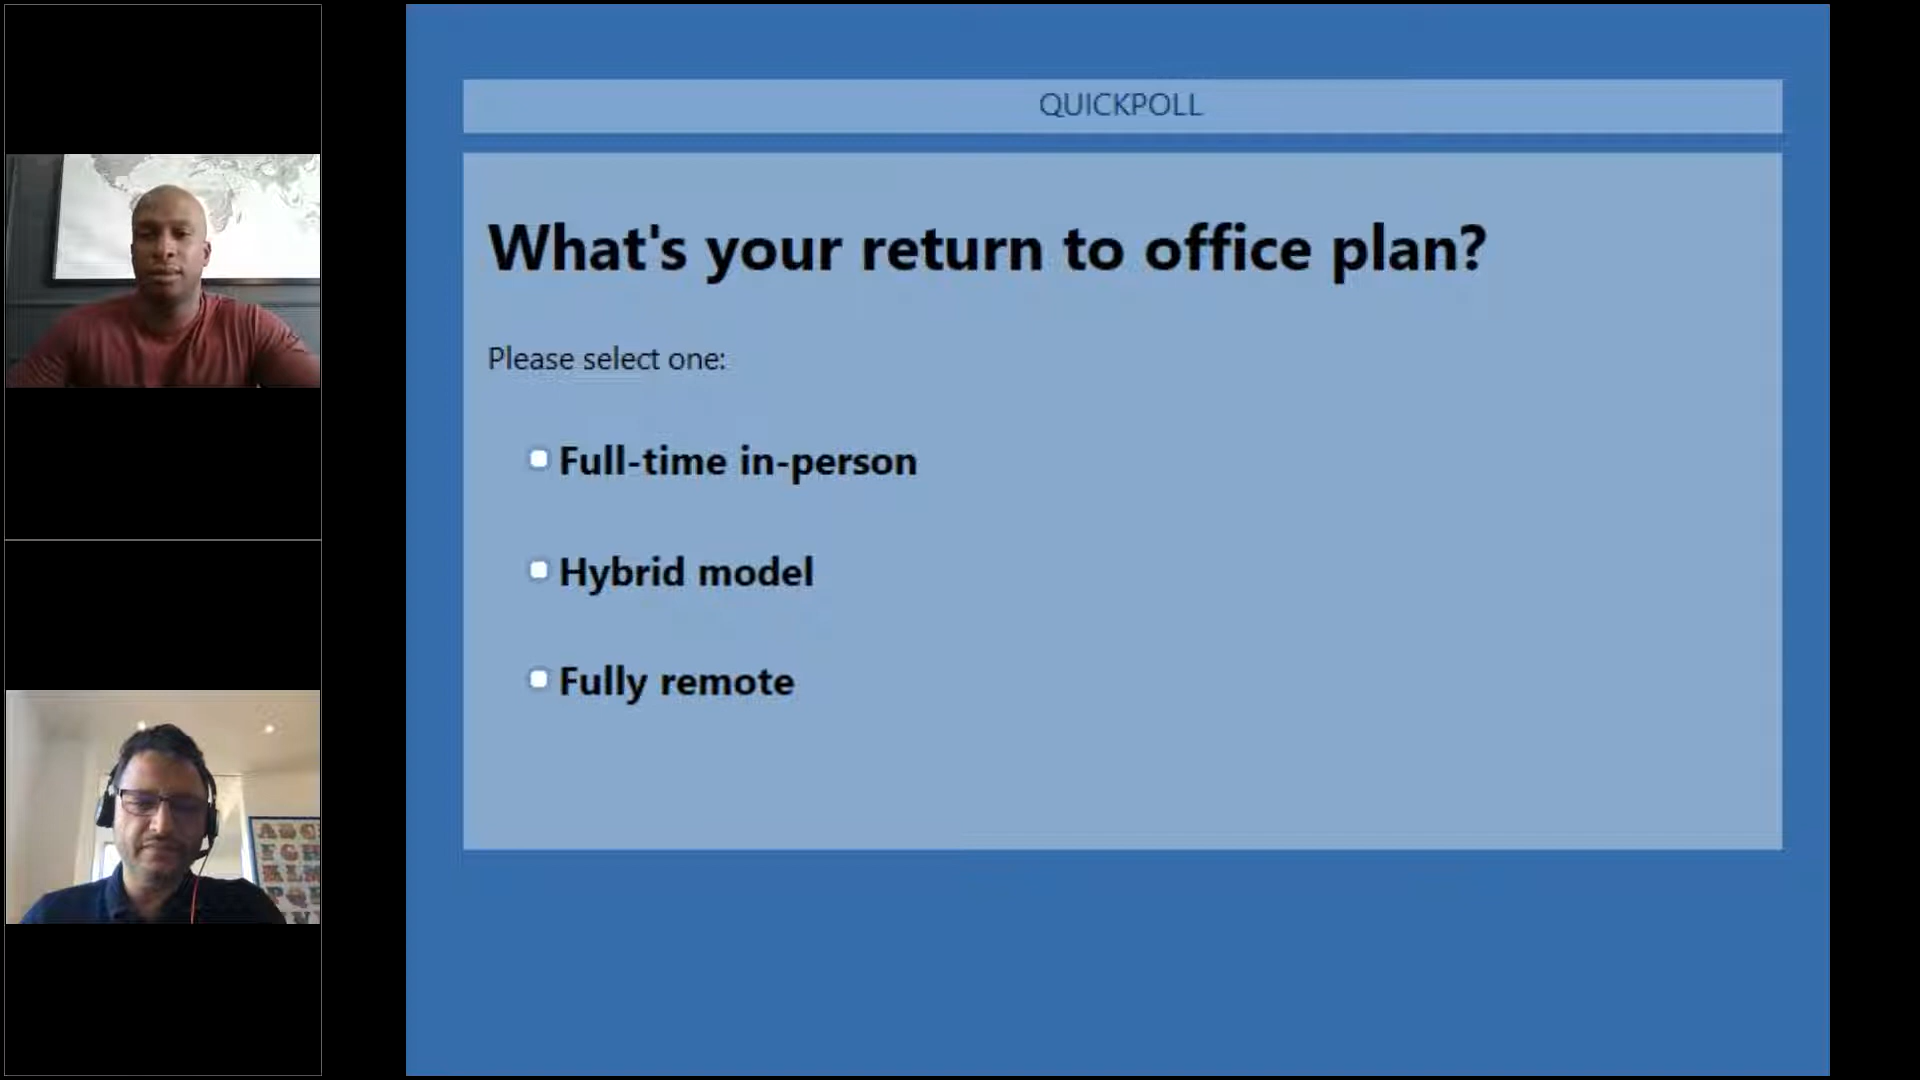 QUICKPOLL
What's your return to office plan?
Please select one:
Full-time in-person
Hybrid model
Fully remote